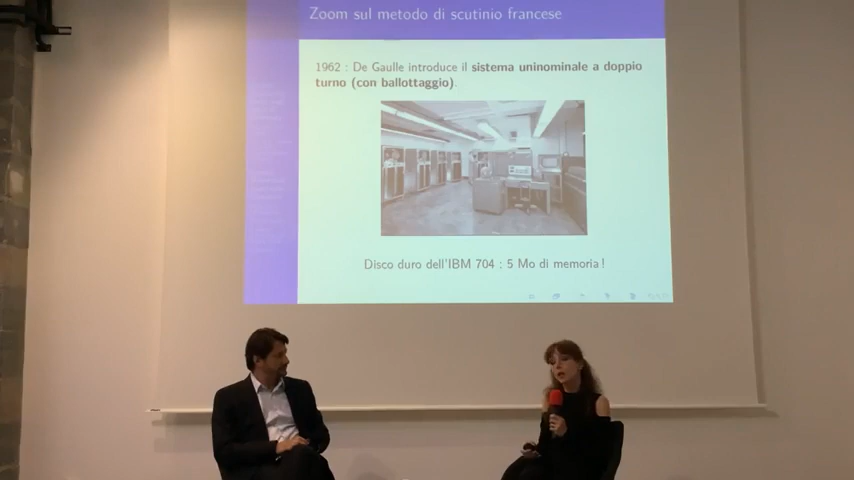 Zoom sul metodo di scutinio francese
1962 : De Gaulle introduce il sistema uninominale a doppio
turno (con ballottaggio).
Disco duro dell'IBM 704 : 5 Mo di memoria !